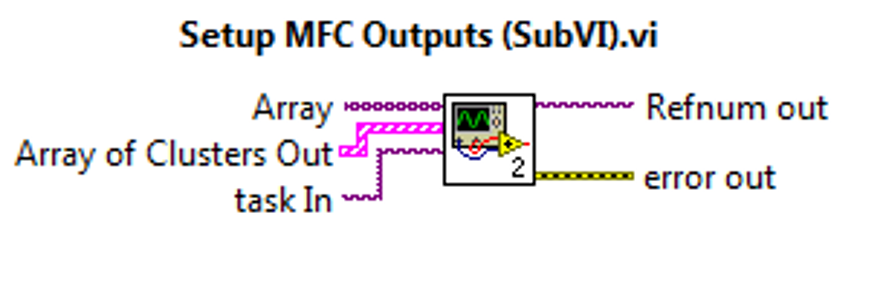 Setup MFC Outputs (SubVI).vi
Array
Refnum out
Array of Clusters Out
2
error out
task In